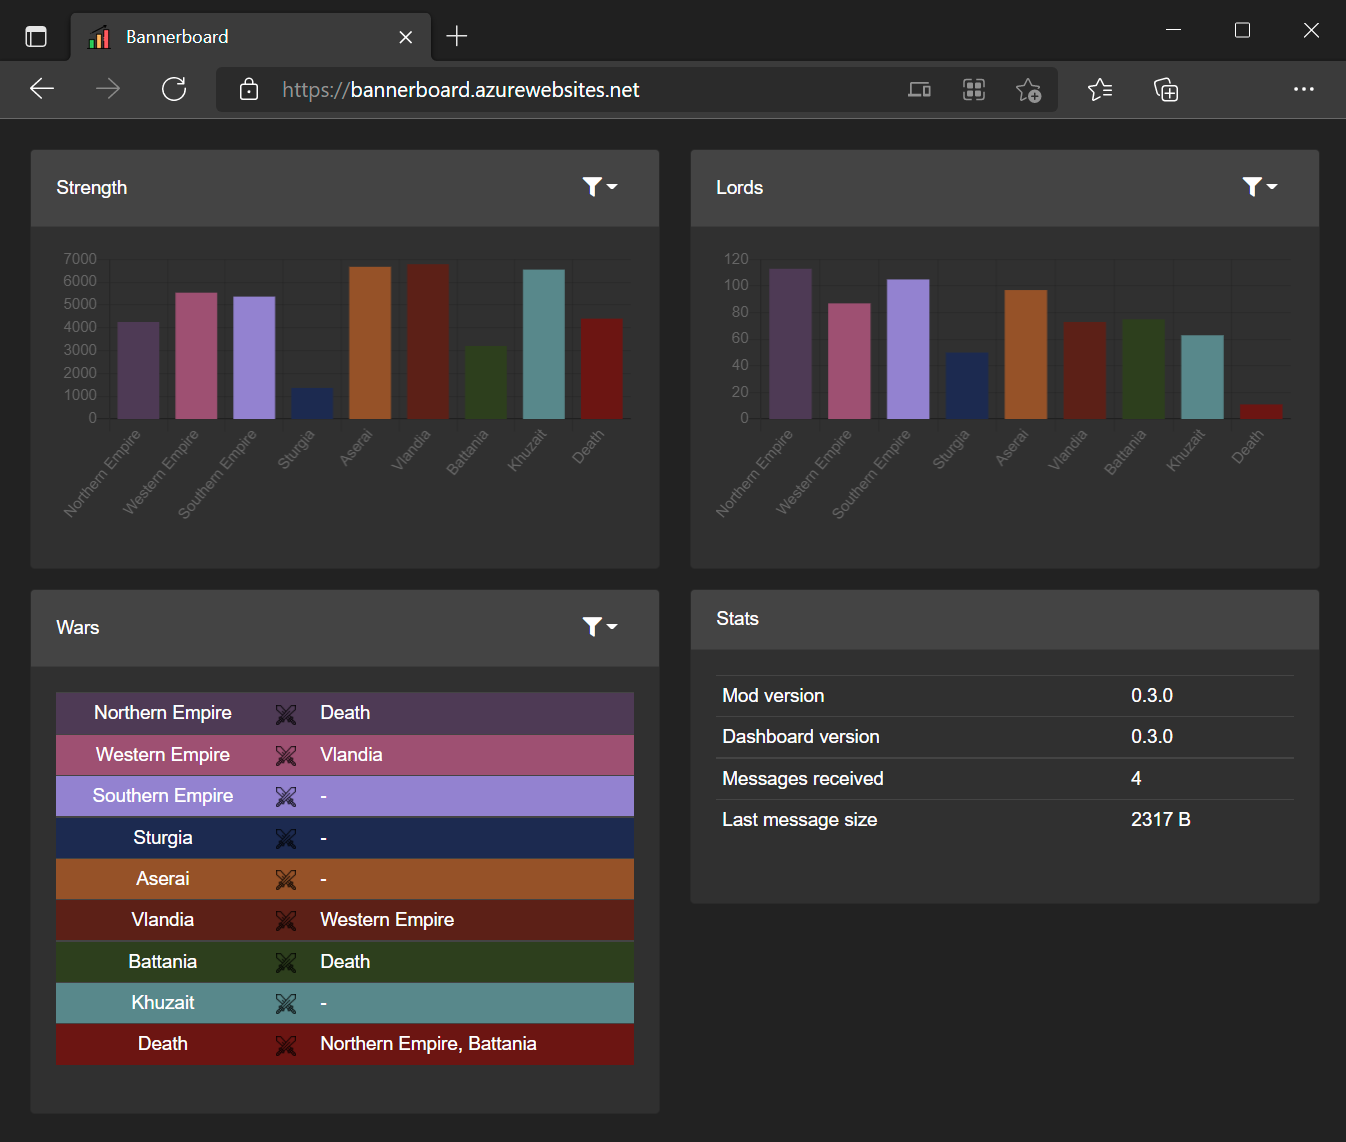 Bannerboard
https://bannerboard.azurewebsites.net
Strength
7000
6000
5000
4000
3000
2000
1000
0
Northern Empire
Western Empire
Southern Empire
Sturgia
Aserai
Vlandia
Battania
Khuzait
Death
Lords
120
100
80
60
40
20
0
Northern Empire
Western Empire
Southern Empire
Sturgia
Aserai
Vlandia
Battania
Khuzait
Death
Wars
Northern Empire Death
Western Empire Vlandia
Southern Empire -
Sturgia -
Aserai -
Vlandia Western Empire
Battania Death
Khuzait -
Death Northern Empire, Battania
Stats
Mod version 0.3.0
Dashboard version 0.3.0
Messages received 4
Last message size 2317 B